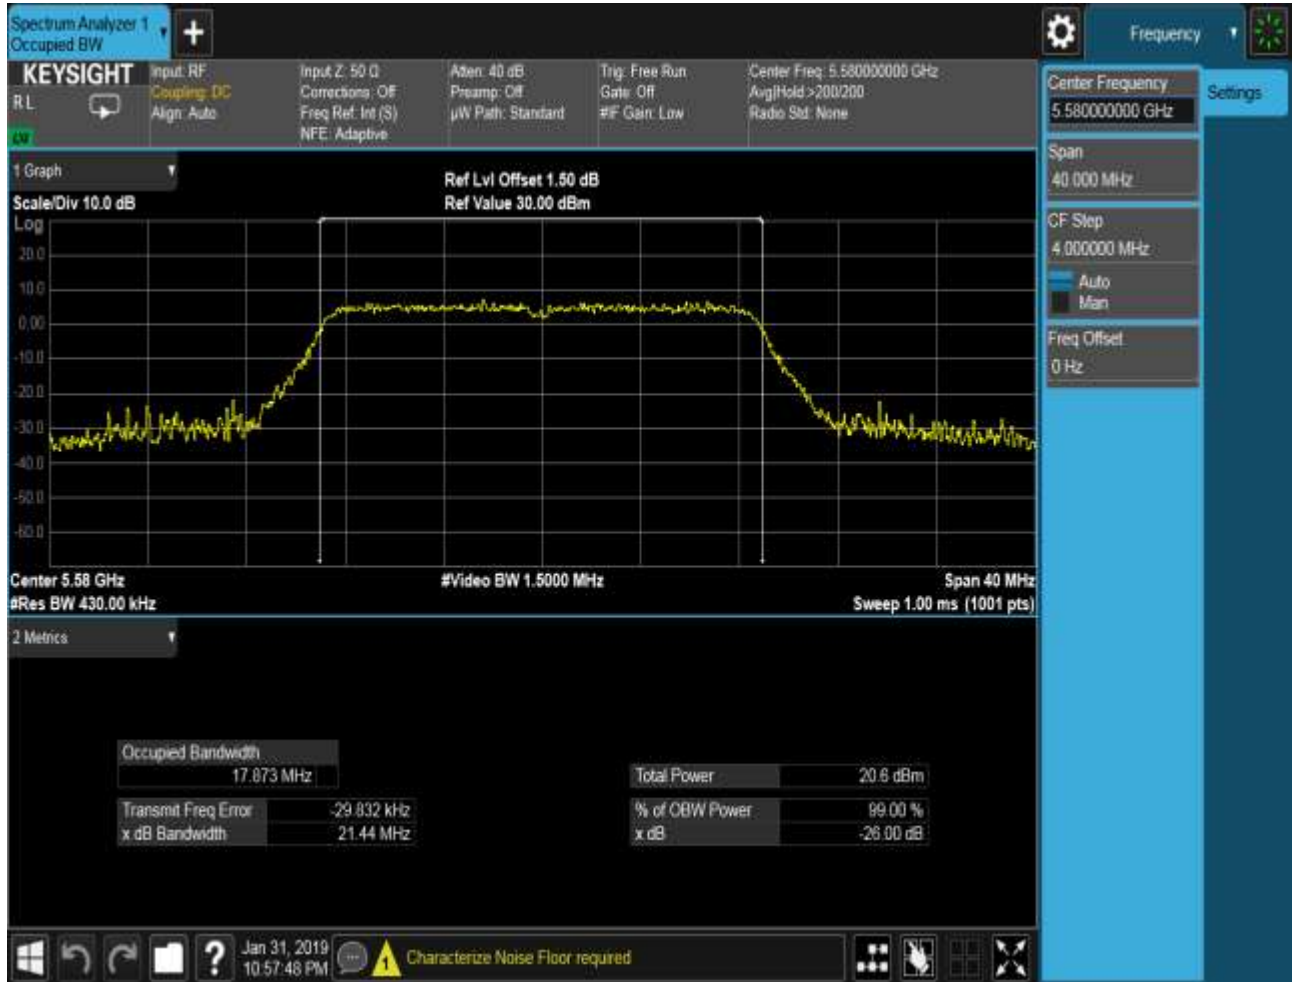 Spectrum Analyzer 1
Occupied BW
Frequency
KEYSIGHT
RL
Input: RF
Coupling: DC
Align: Auto
Input Z: 50 Ω
Corrections: Off
Freq Ref: Int (S)
NFE: Adaptive
Atten: 40 dB
Preamp: Off
µW Path: Standard
Trig: Free Run
Gate: Off
#IF Gain: Low
Center Freq: 5.580000000 GHz
Avg|Hold:>200/200
Radio Std: None
Center Frequency
5.580000000 GHz
Settings
Span
40.000 MHz
CF Step
4.000000 MHz
Auto
Man
Freq Offset
0 Hz
1 Graph
Scale/Div 10.0 dB
Ref Lvl Offset 1.50 dB
Ref Value 30.00 dBm
Log
20.0
10.0
0.00
-10.0
-20.0
-30.0
-40.0
-50.0
-60.0
Center 5.58 GHz
#Video BW 1.5000 MHz
Span 40 MHz
#Res BW 430.00 kHz
Sweep 1.00 ms (1001 pts)
2 Metrics
Occupied Bandwidth
17.873 MHz
Total Power 20.6 dBm
Transmit Freq Error -29.832 kHz
% of OBW Power 99.00 %
x dB Bandwidth 21.44 MHz
x dB -26.00 dB
Jan 31, 2019
10:57:48 PM
1
Characterize Noise Floor required